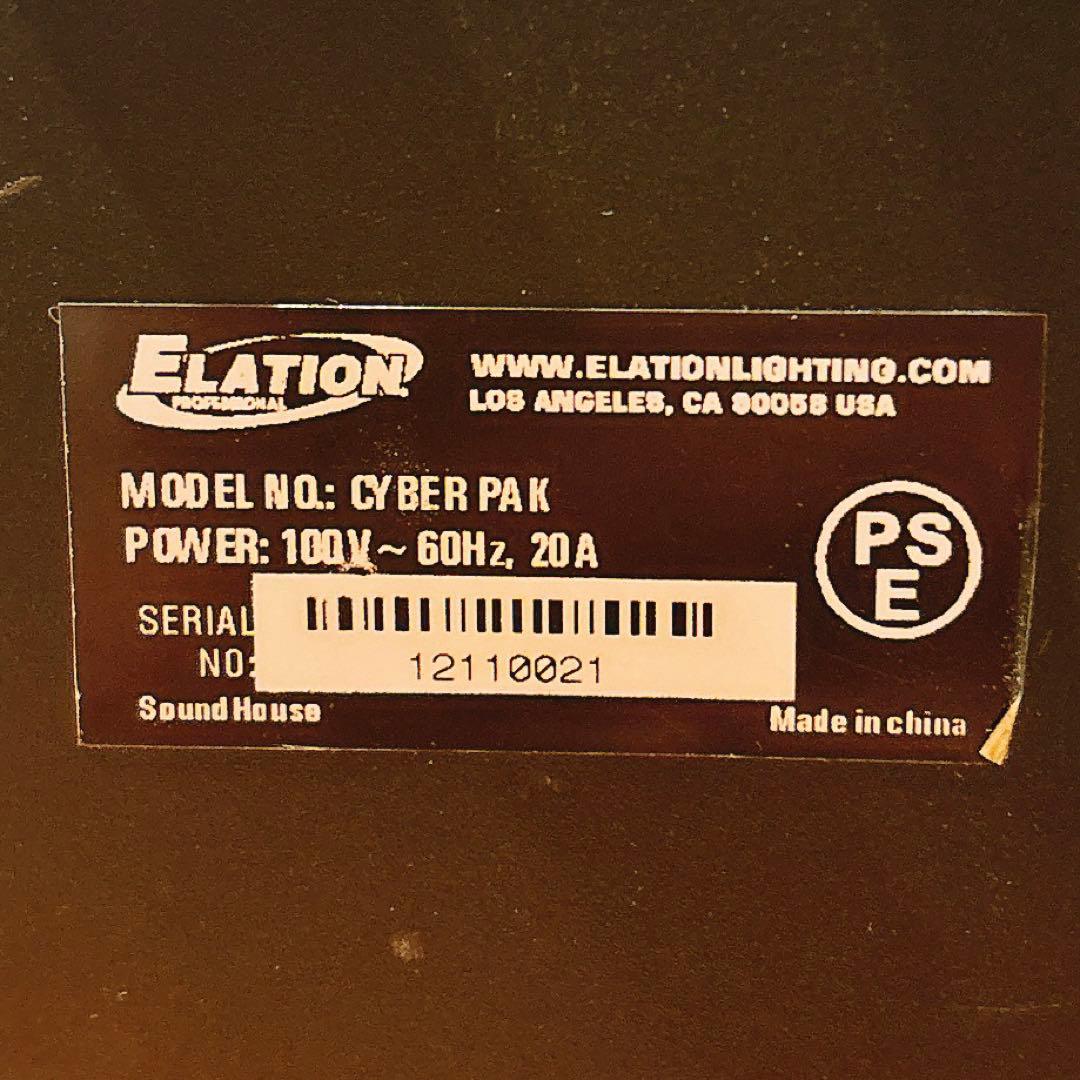 ELATION
PROFESSIONAL
WWW.ELATIONLIGHTING.COM
LOS ANGELES, CA 90058 USA
MODEL NO.: CYBER PAK
POWER: 100V~ 60Hz, 20A
PS
E
SERIAL
NO:
12110021
Sound House
Made in china